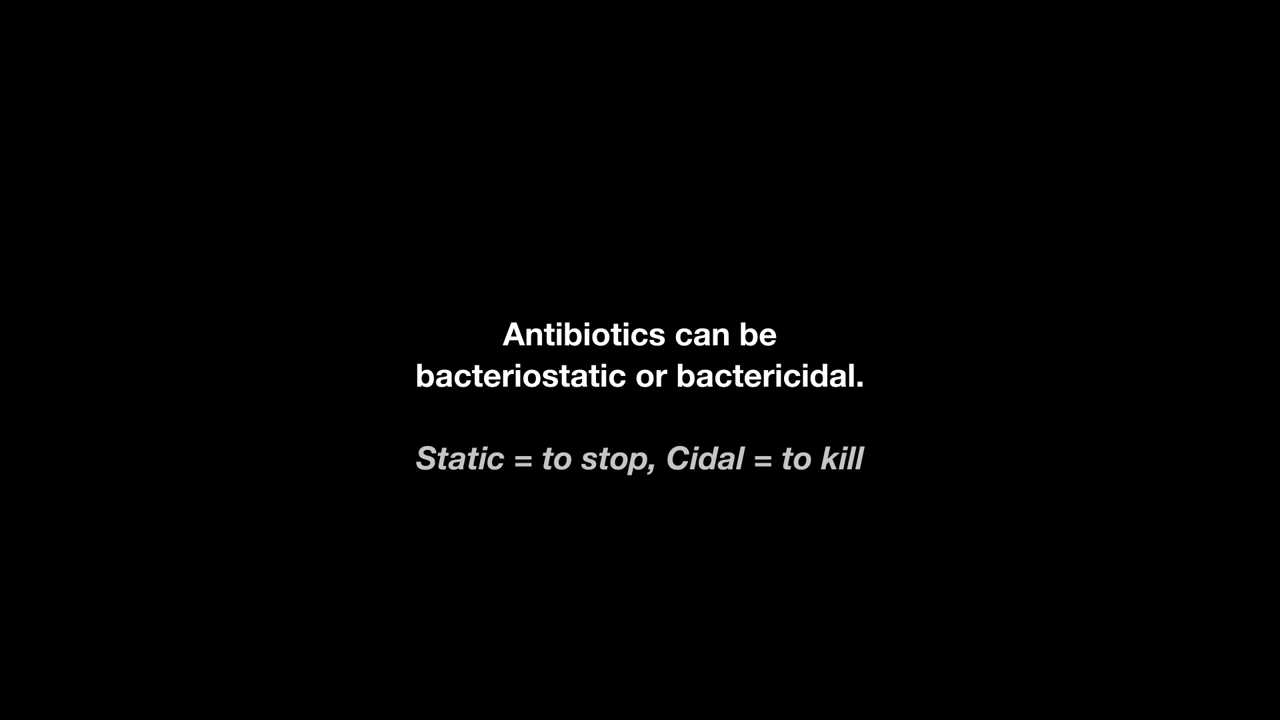 Antibiotics can be
bacteriostatic or bactericidal.
Static = to stop, Cidal = to kill